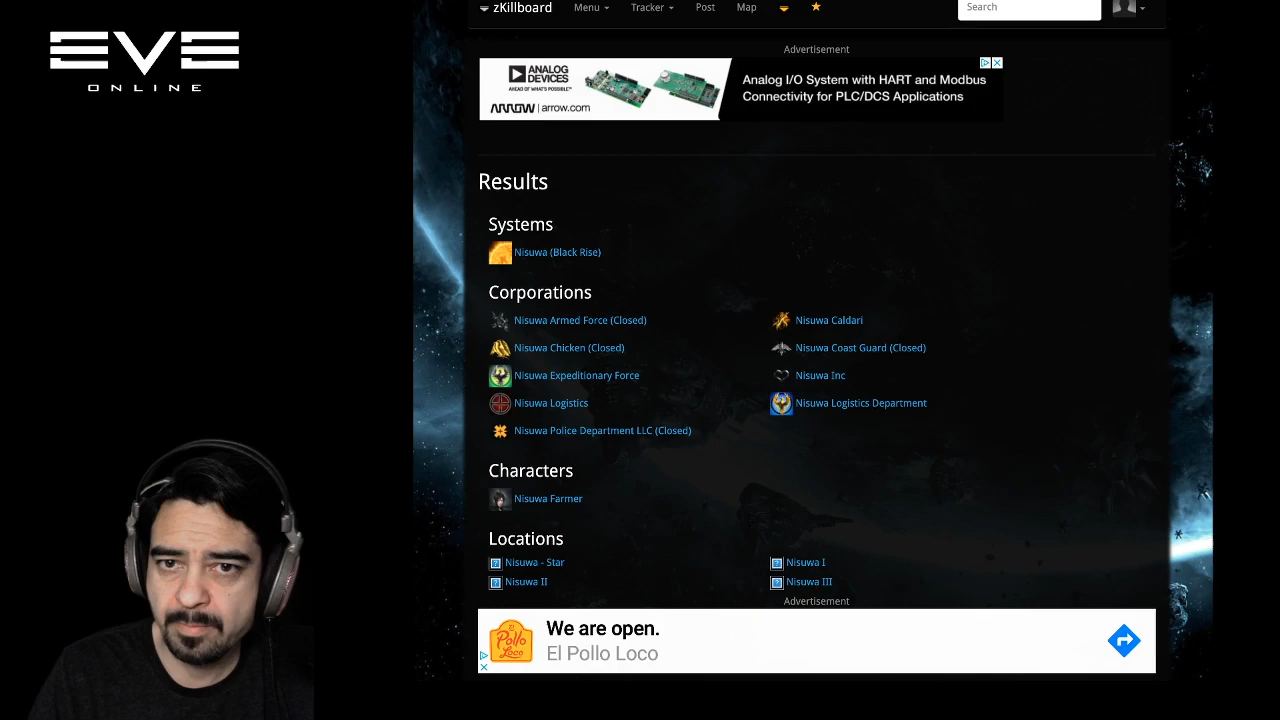 EVE
ONLINE
zKillboard Menu Tracker Post Map Search
Advertisement
ANALOG DEVICES
AHEAD OF WHAT'S POSSIBLE™
ARROW | arrow.com
Analog I/O System with HART and Modbus
Connectivity for PLC/DCS Applications
Results
Systems
Nisuwa (Black Rise)
Corporations
Nisuwa Armed Force (Closed) Nisuwa Caldari
Nisuwa Chicken (Closed) Nisuwa Coast Guard (Closed)
Nisuwa Expeditionary Force Nisuwa Inc
Nisuwa Logistics Nisuwa Logistics Department
Nisuwa Police Department LLC (Closed)
Characters
Nisuwa Farmer
Locations
Nisuwa - Star Nisuwa I
Nisuwa II Nisuwa III
Advertisement
El Pollo Loco
We are open.
El Pollo Loco